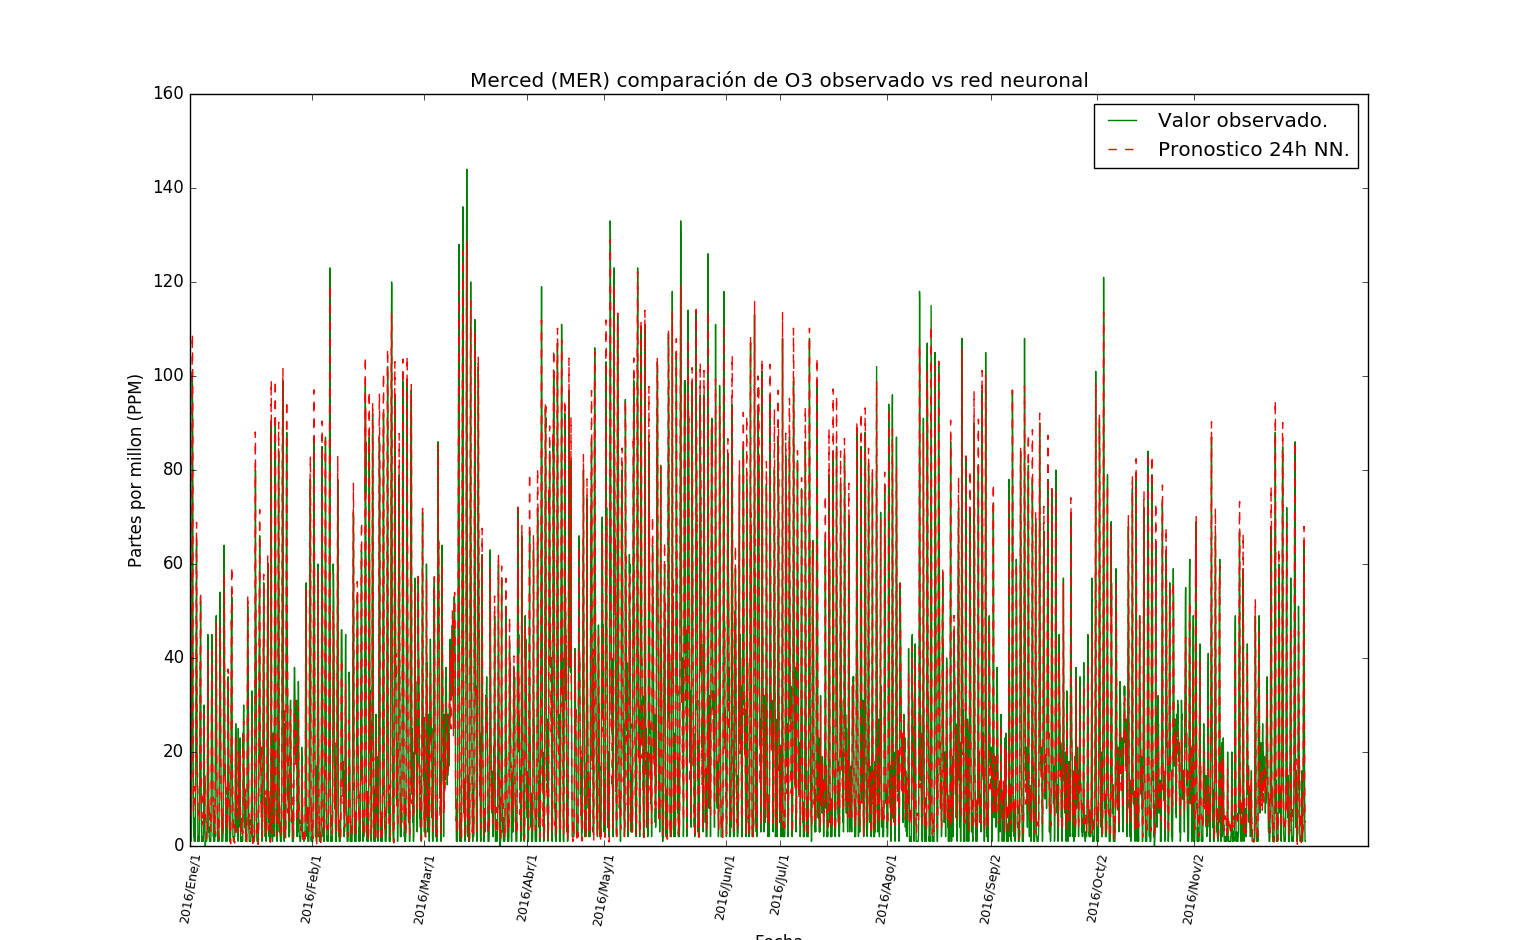 Merced (MER) comparación de O3 observado vs red neuronal
160
140
120
100
80
60
40
20
0
Partes por millon (PPM)
Valor observado.
Pronostico 24h NN.
2016/Ene/1
2016/Feb/1
2016/Mar/1
2016/Abr/1
2016/May/1
2016/Jun/1
2016/Jul/1
2016/Ago/1
2016/Sep/2
2016/Oct/2
2016/Nov/2
Fecha